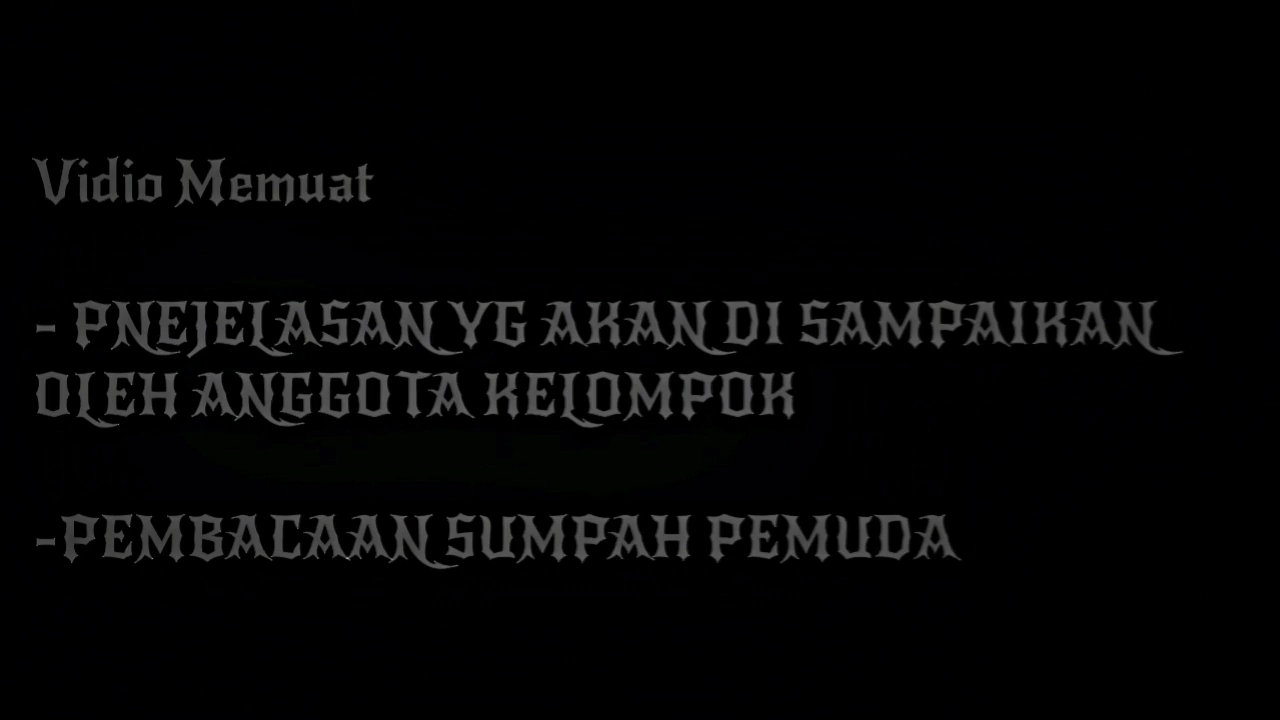 Vidio Memuat
- PNEJELASAN YG AKAN DI SAMPAIKAN
OLEH ANGGOTA KELOMPOK
-PEMBACAAN SUMPAH PEMUDA